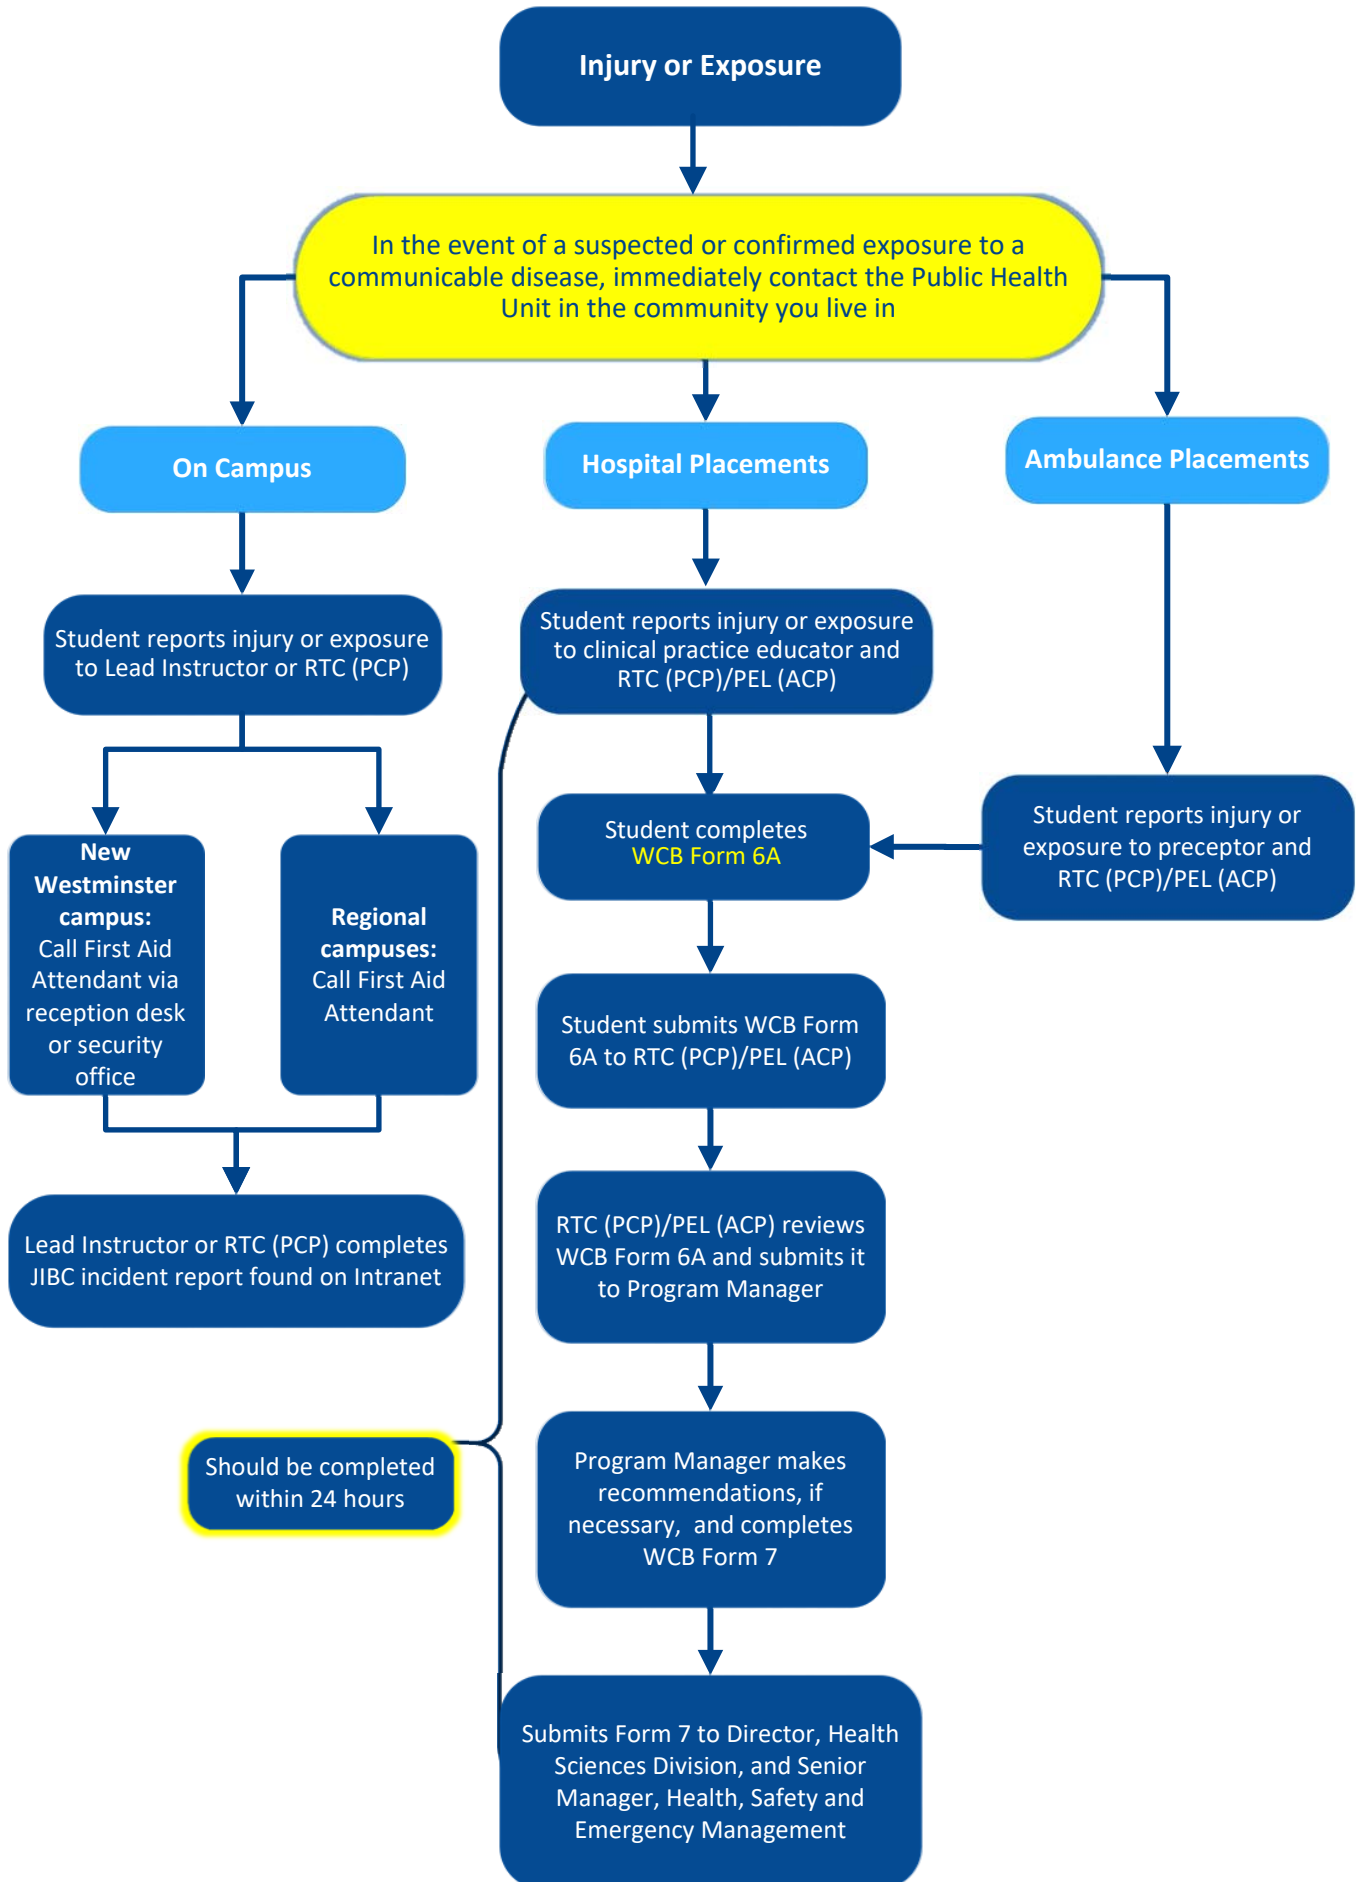 Injury or Exposure
In the event of a suspected or confirmed exposure to a
communicable disease, immediately contact the Public Health
Unit in the community you live in
On Campus
Hospital Placements
Ambulance Placements
Student reports injury or exposure
to Lead Instructor or RTC (PCP)
Student reports injury or exposure
to clinical practice educator and
RTC (PCP)/PEL (ACP)
Student reports injury or
exposure to preceptor and
RTC (PCP)/PEL (ACP)
New
Westminster
campus:
Call First Aid
Attendant via
reception desk
or security
office
Regional
campuses:
Call First Aid
Attendant
Student completes
WCB Form 6A
Student submits WCB Form
6A to RTC (PCP)/PEL (ACP)
Lead Instructor or RTC (PCP) completes
JIBC incident report found on Intranet
RTC (PCP)/PEL (ACP) reviews
WCB Form 6A and submits it
to Program Manager
Should be completed
within 24 hours
Program Manager makes
recommendations, if
necessary,  and completes
WCB Form 7
Submits Form 7 to Director, Health
Sciences Division, and Senior
Manager, Health, Safety and
Emergency Management